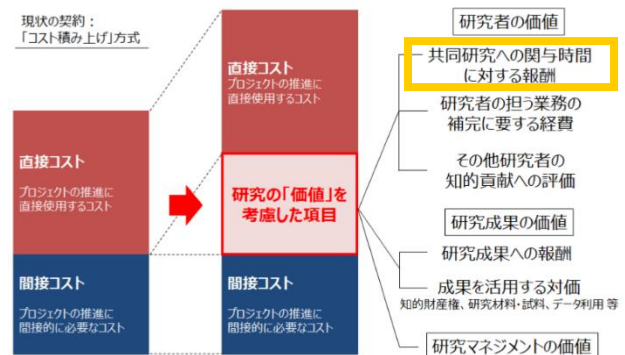 現状の契約：
「コスト積み上げ」方式
直接コスト
プロジェクトの推進に
直接使用するコスト
間接コスト
プロジェクトの推進に
間接的に必要なコスト
直接コスト
プロジェクトの推進に
直接使用するコスト
研究の「価値」を
考慮した項目
間接コスト
プロジェクトの推進に
間接的に必要なコスト
研究者の価値
共同研究への関与時間
に対する報酬
研究者の担う業務の
補完に要する経費
その他研究者の
知的貢献への評価
研究成果の価値
研究成果への報酬
成果を活用する対価
知的財産権、研究材料・試料、データ利用 等
研究マネジメントの価値